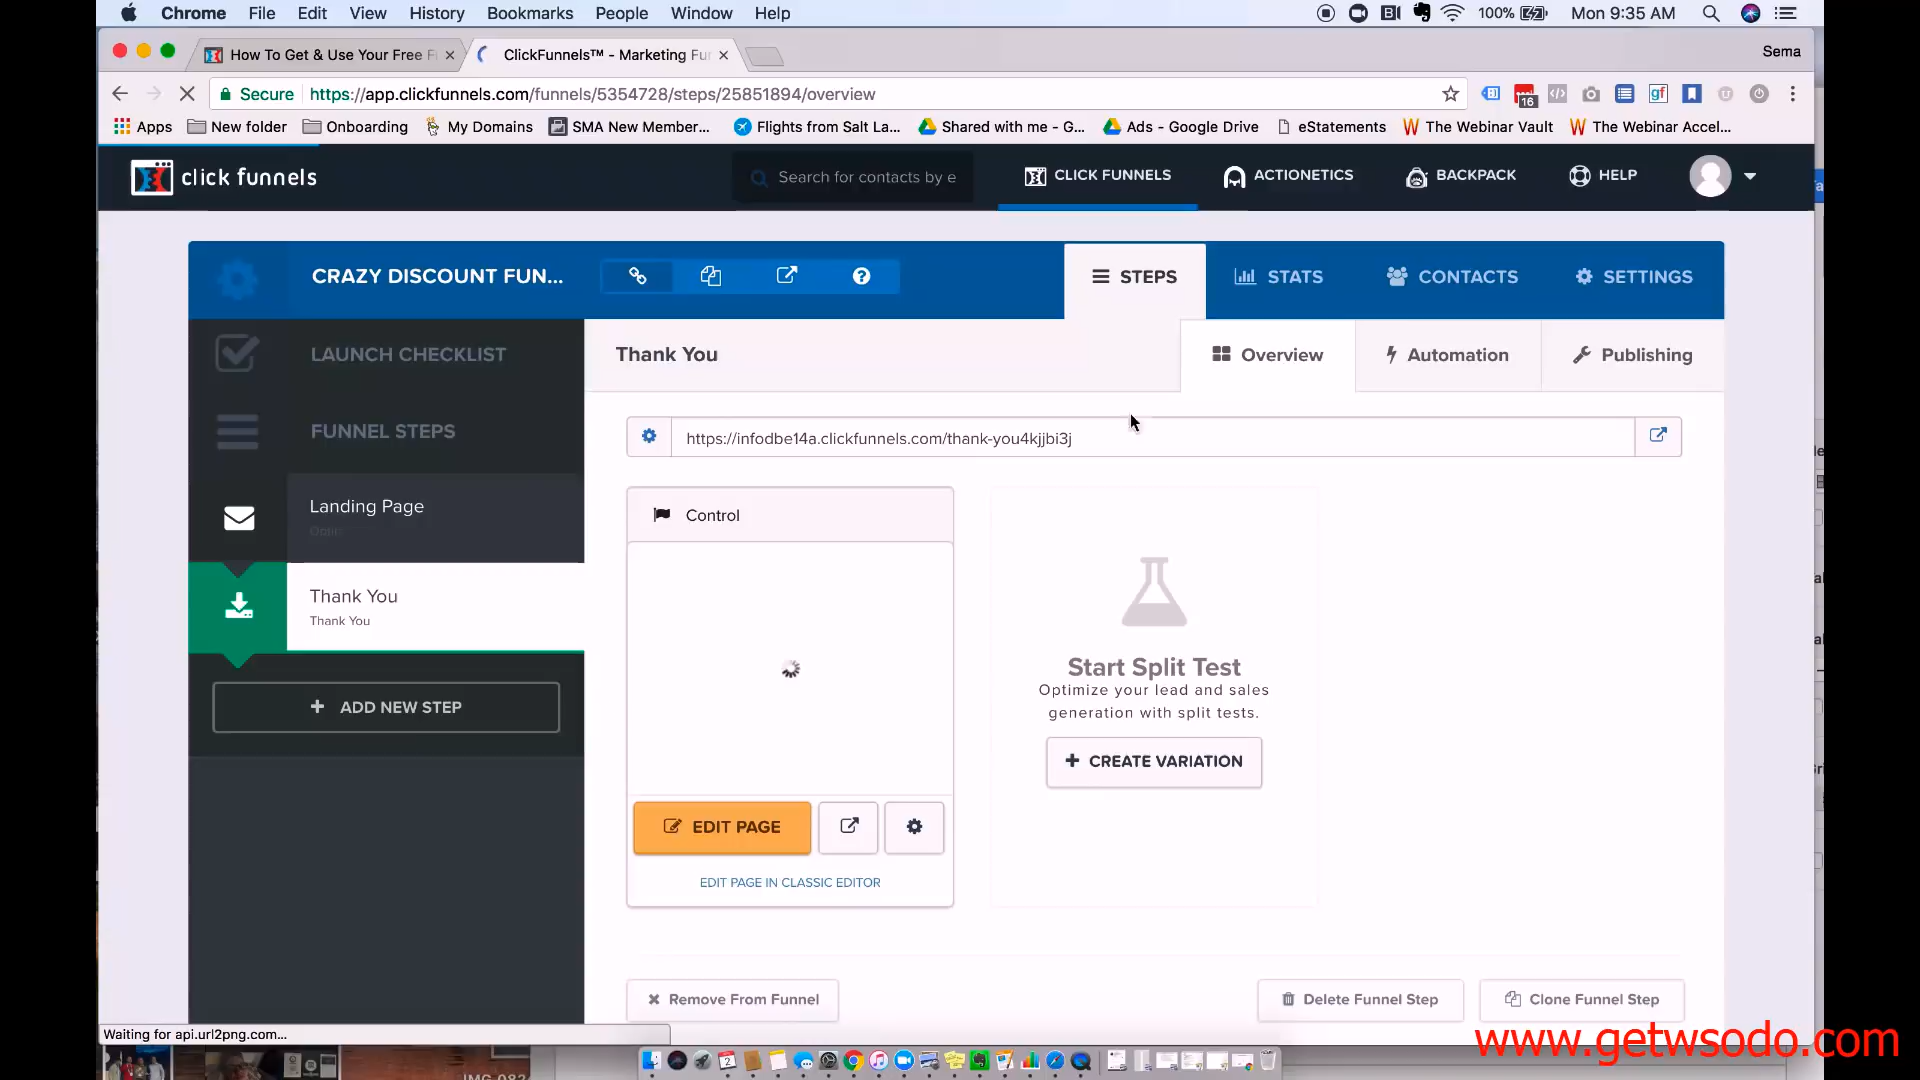 Chrome File Edit View History Bookmarks People Window Help 100% Mon 9:35 AM
How To Get & Use Your Free F ClickFunnels™ - Marketing Fu Sema
Secure https://app.clickfunnels.com/funnels/5354728/steps/25851894/overview 16
Apps New folder Onboarding My Domains SMA New Member... Flights from Salt La... Shared with me - G... Ads - Google Drive eStatements The Webinar Vault The Webinar Accel...
click funnels Search for contacts by e CLICK FUNNELS ACTIONETICS BACKPACK HELP
CRAZY DISCOUNT FUN... STEPS STATS CONTACTS SETTINGS
LAUNCH CHECKLIST Thank You Overview Automation Publishing
FUNNEL STEPS https://infodbe14a.clickfunnels.com/thank-you4kjjbi3j
Landing Page
Optin
Control
Thank You
Thank You
ADD NEW STEP
Start Split Test
Optimize your lead and sales
generation with split tests.
CREATE VARIATION
EDIT PAGE
EDIT PAGE IN CLASSIC EDITOR
Remove From Funnel Delete Funnel Step Clone Funnel Step
Waiting for api.url2png.com...
www.getwsodo.com